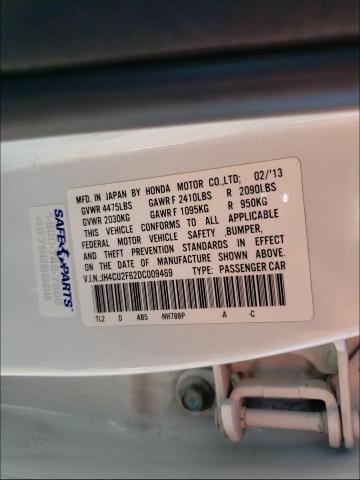 MFD. IN JAPAN BY HONDA MOTOR CO.,LTD: 02/'13
GVWR 4475LBS GAWR F 2410LBS R 2090LBS
GVWR 2030KG GAWR F 1095KG R 950KG
THIS VEHICLE CONFORMS TO ALL APPLICABLE
FEDERAL MOTOR VEHICLE SAFETY ,BUMPER,
AND THEFT PREVENTION STANDARDS IN EFFECT
ON THE DATE OF MANUFACTURE SHOWN ABOVE.
V.I.N.:JH4CU2F62DC009469 TYPE: PASSENGER CAR
TL2 D AB5 -NH788P -A -C
SAFE PARTS